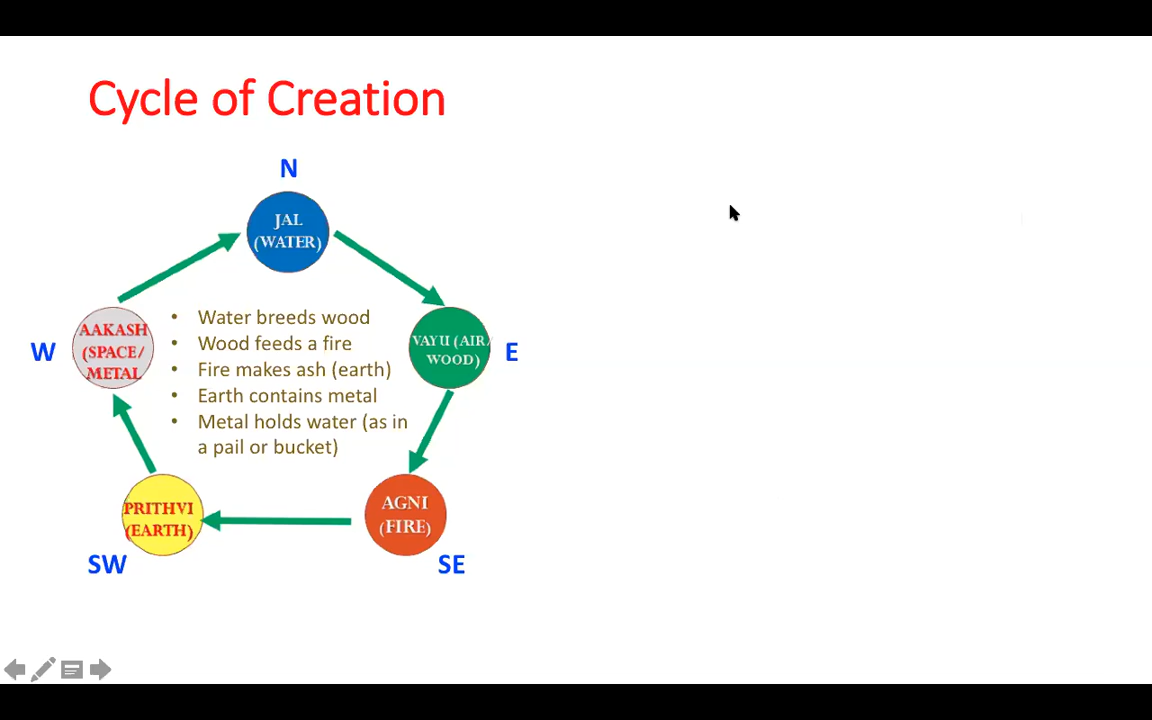 Cycle of Creation
N
JAL
(WATER)
AAKASH
(SPACE/
METAL
W
VAYU (AIR/
WOOD)
E
• Water breeds wood
• Wood feeds a fire
• Fire makes ash (earth)
• Earth contains metal
• Metal holds water (as in
a pail or bucket)
PRITHVI
(EARTH)
SW
AGNI
(FIRE)
SE